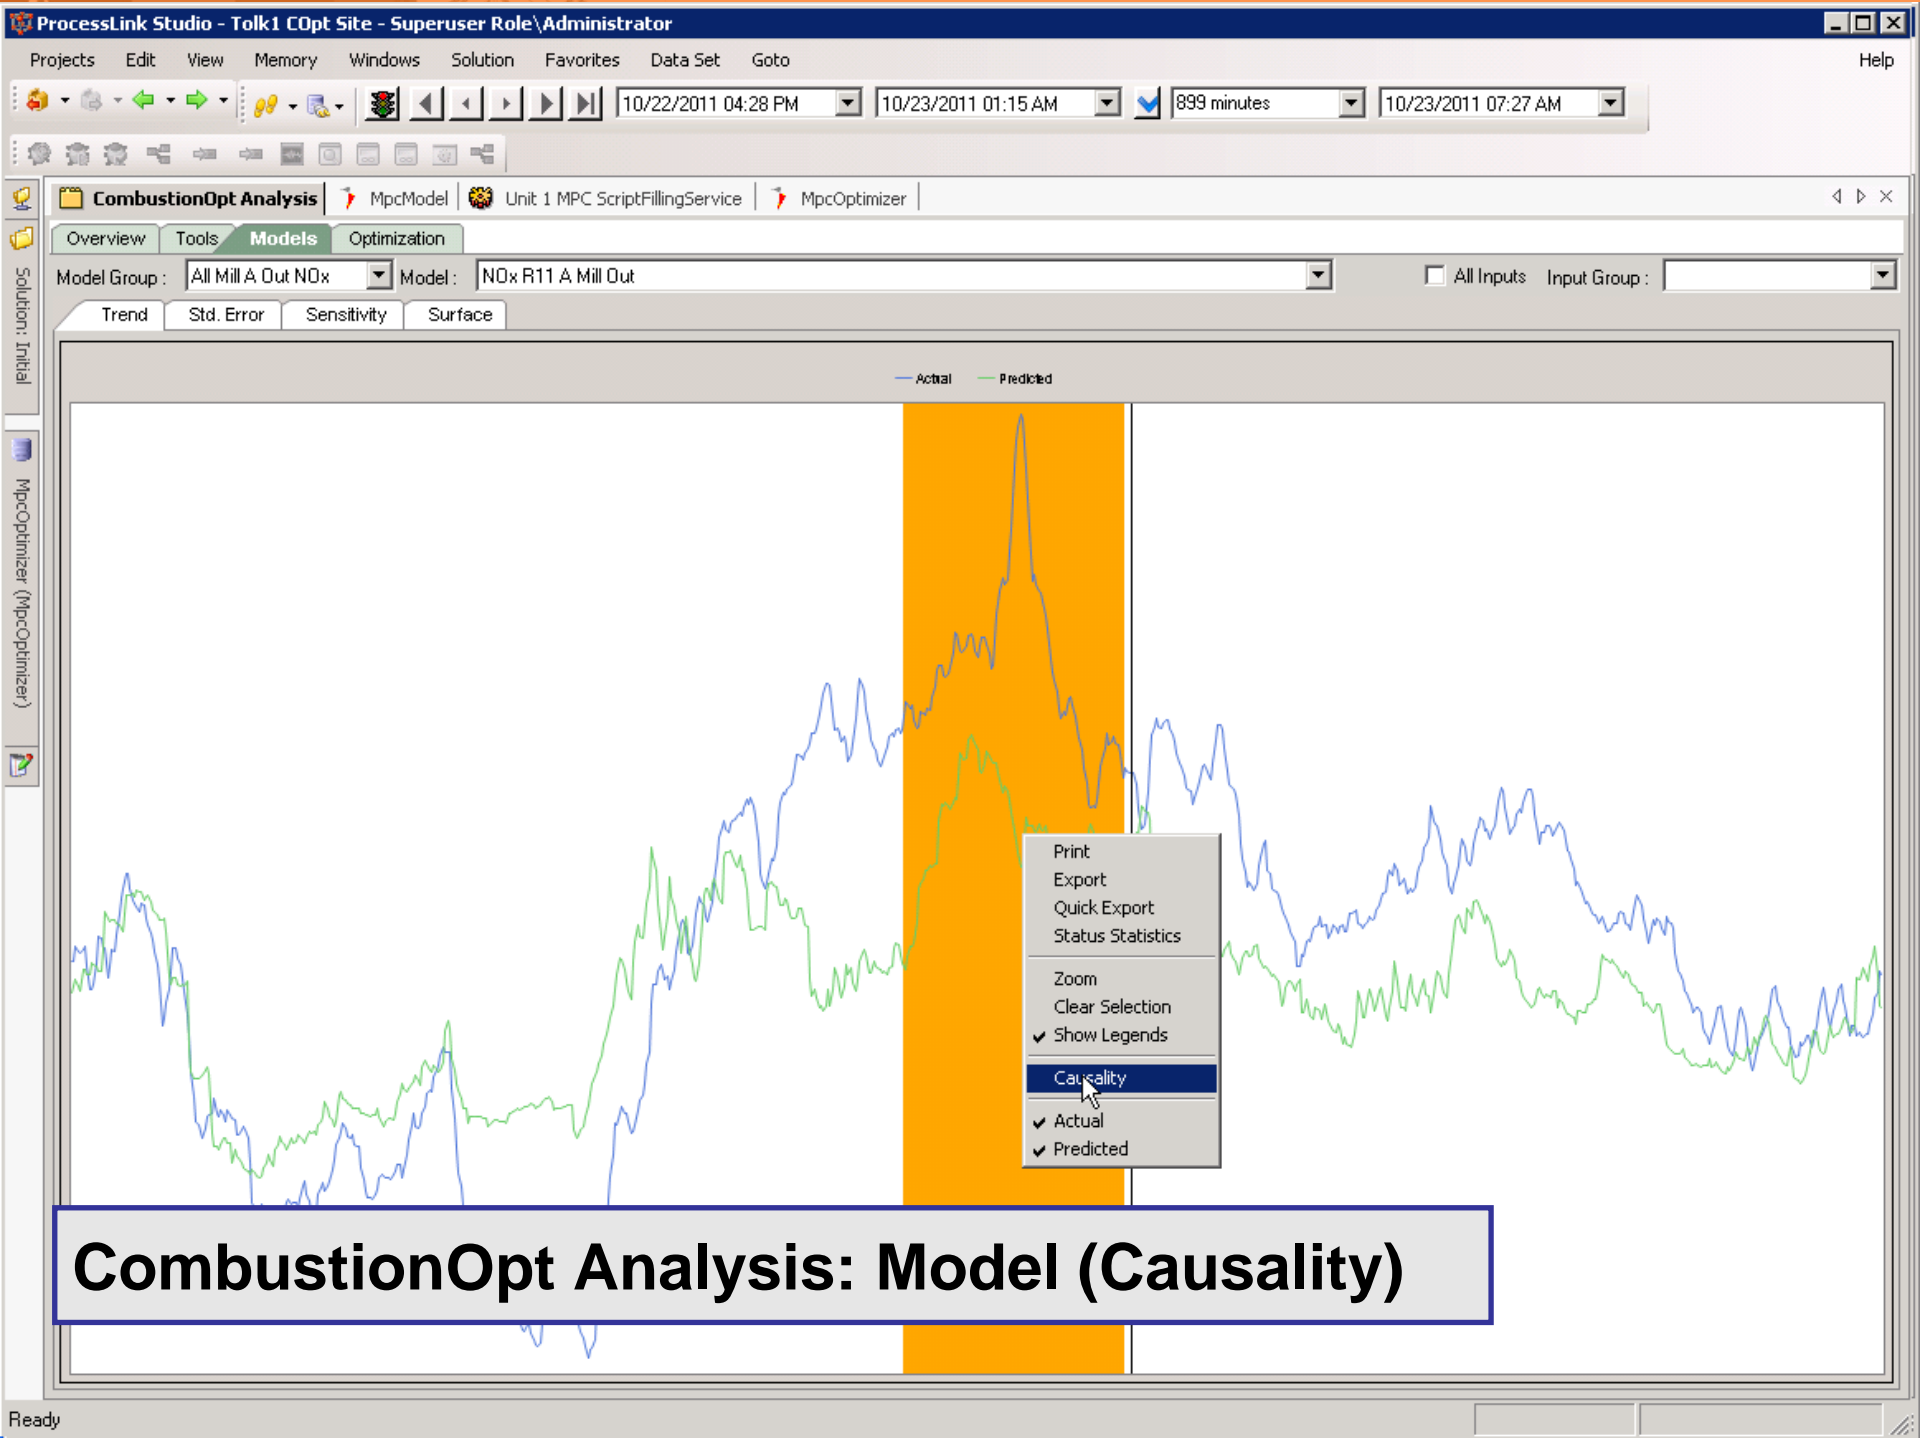 ProcessLink Studio - Tolk1 COpt Site - Superuser Role\Administrator
Projects Edit View Memory Windows Solution Favorites Data Set Goto Help
10/22/2011 04:28 PM 10/23/2011 01:15 AM 899 minutes 10/23/2011 07:27 AM
CombustionOpt Analysis MpcModel Unit 1 MPC ScriptFillingService MpcOptimizer
Overview Tools Models Optimization
Model Group : All Mill A Out NOx Model : NOx R11 A Mill Out All Inputs Input Group :
Trend Std. Error Sensitivity Surface
Solution: Initial
MpcOptimizer (MpcOptimizer)
Actual Predicted
Print
Export
Quick Export
Status Statistics
Zoom
Clear Selection
Show Legends
Causality
Actual
Predicted
CombustionOpt Analysis: Model (Causality)
Ready